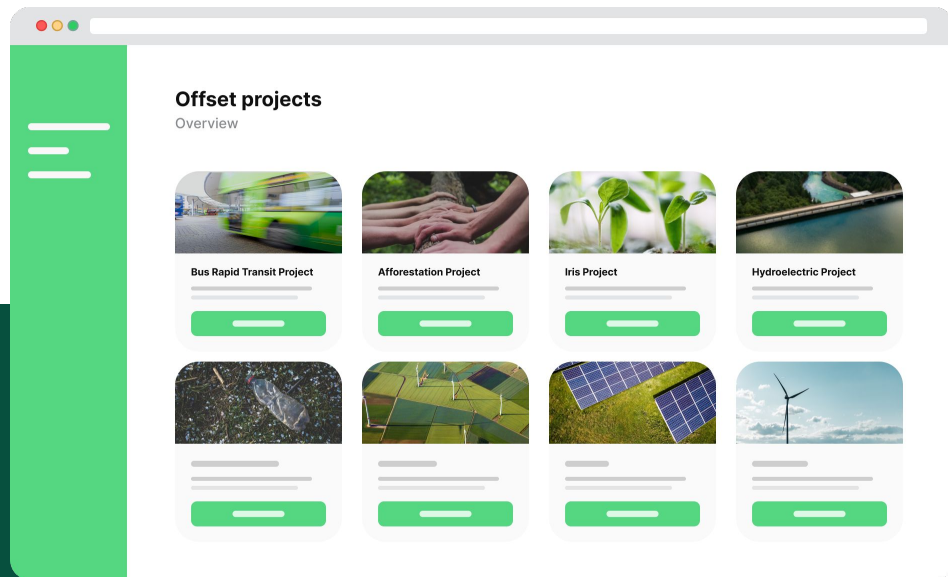 Offset projects
Overview
Bus Rapid Transit Project
Afforestation Project
Iris Project
Hydroelectric Project